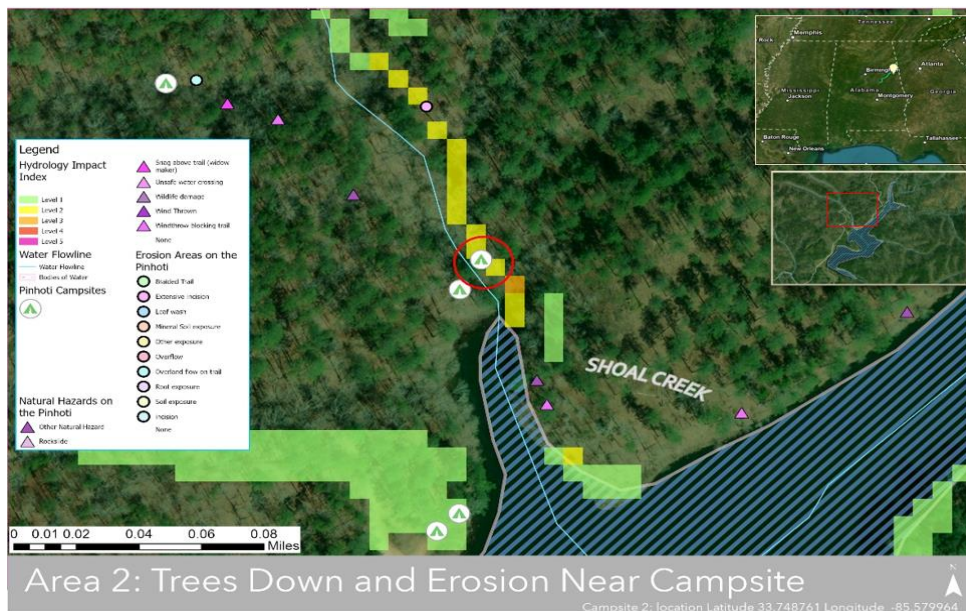 Legend
Hydrology Impact
Index
Level 1
Level 2
Level 3
Level 4
Level 5
Water Flowline
Water Flowline
Bodies of Water
Pinhoti Campsites
Natural Hazards on
the Pinhoti
Other Natural Hazard
Rockslide
Snag above trail (widow
maker)
Unsafe water crossing
Wildlife damage
Wind Thrown
Windthrow blocking trail
None
Erosion Areas on the
Pinhoti
Braided Trail
Extensive Incision
Leaf wash
Mineral Soil exposure
Other exposure
Overflow
Overland flow on trail
Root exposure
Soil exposure
Incision
None
Tennessee
Rock
Memphis
Birming
Atlanta
Mississippi
Alabama
Georgia
Jackson
Montgomery
Baton Rouge
Tallahassee
New Orleans
SHOAL CREEK
0 0.01 0.02 0.04 0.06 0.08
Miles
N
Area 2: Trees Down and Erosion Near Campsite
Campsite 2: location Latitude 33.748761 Longitude -85.579964